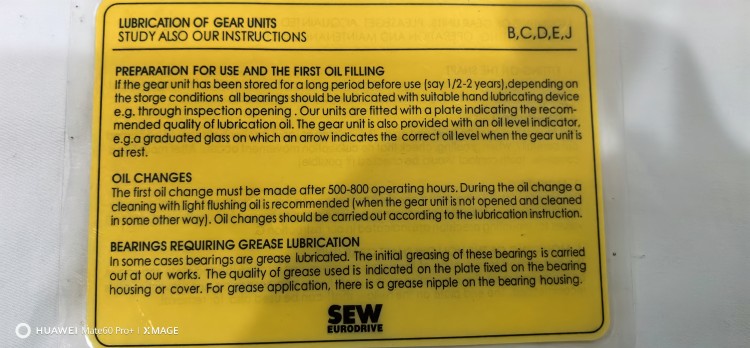 LUBRICATION OF GEAR UNITS
STUDY ALSO OUR INSTRUCTIONS
B,C,D,E,J
PREPARATION FOR USE AND THE FIRST OIL FILLING
If the gear unit has been stored for a long period before use (say 1/2-2 years),depending on
the storge conditions all bearings should be lubricated with suitable hand lubricating device
e.g. through inspection opening . Our units are fitted with a plate indicating the recom-
mended quality of lubrication oil. The gear unit is also provided with an oil level indicator,
e.g.a graduated glass on which an arrow indicates the correct oil level when the gear unit is
at rest.
OIL CHANGES
The first oil change must be made after 500-800 operating hours. During the oil change a
cleaning with light flushing oil is recommended (when the gear unit is not opened and cleaned
in some other way). Oil changes should be carried out according to the lubrication instruction.
BEARINGS REQUIRING GREASE LUBRICATION
In some cases bearings are grease lubricated. The initial greasing of these bearings is carried
out at our works. The quality of grease used is indicated on the plate fixed on the bearing
housing or cover. For grease application, there is a grease nipple on the bearing housing.
SEW
EURODRIVE
HUAWEI Mate60 Pro+ | XMAGE